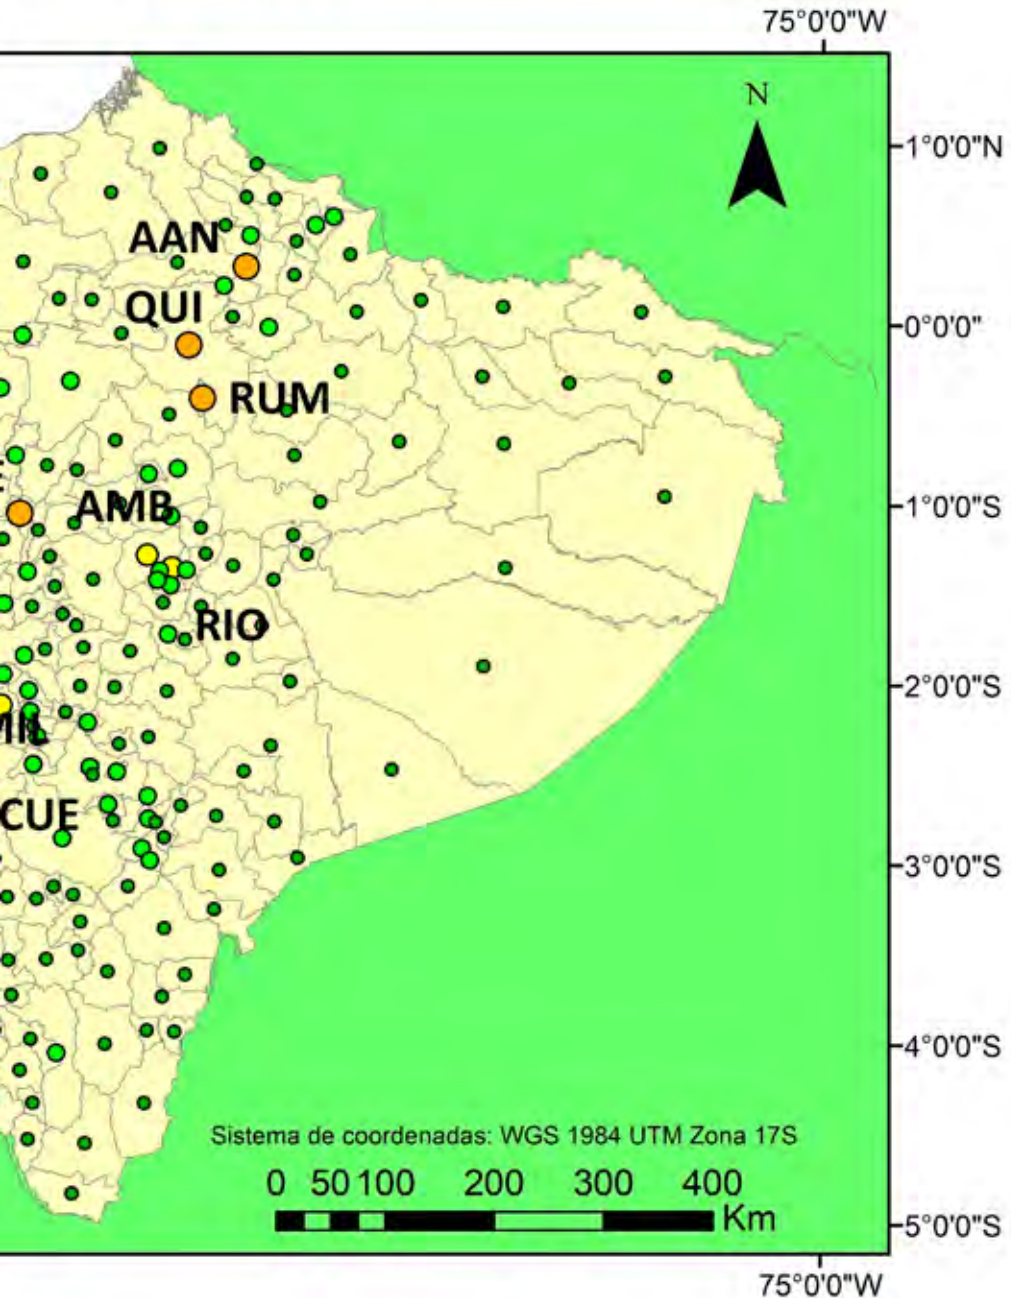 75°0'0"W
N
1°0'0"N
AAN
QUI
0°0'0"
RUM
E
AMB
1°0'0"S
RIO
2°0'0"S
MIL
CUE
3°0'0"S
4°0'0"S
Sistema de coordenadas: WGS 1984 UTM Zona 17S
0 50 100 200 300 400
Km
5°0'0"S
75°0'0"W